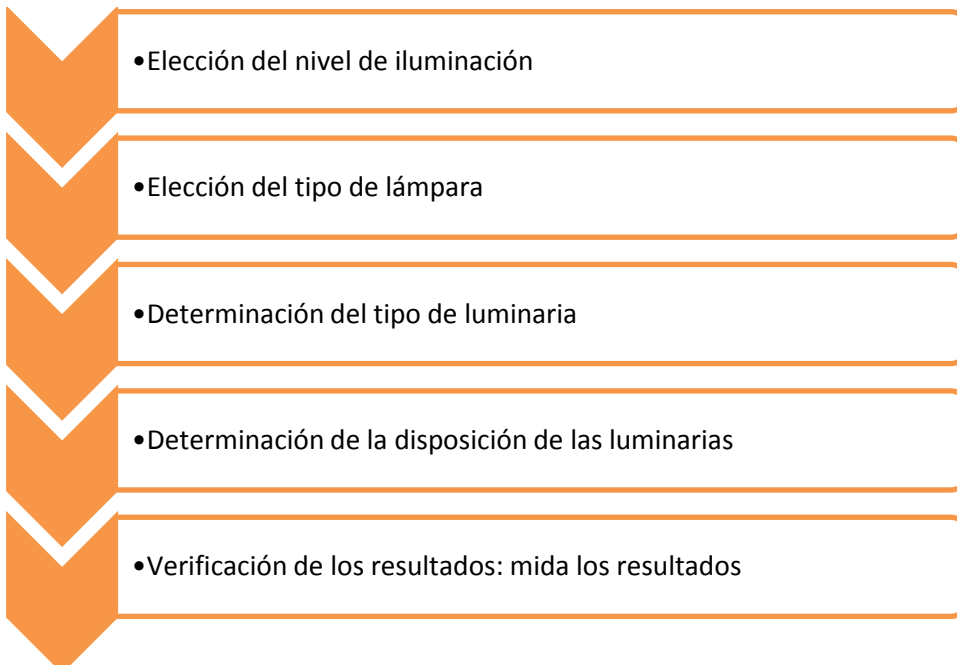 •Elección del nivel de iluminación
•Elección del tipo de lámpara
•Determinación del tipo de luminaria
•Determinación de la disposición de las luminarias
•Verificación de los resultados: mida los resultados